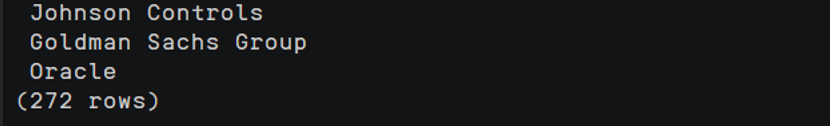 Johnson Controls
Goldman Sachs Group
Oracle
(272 rows)